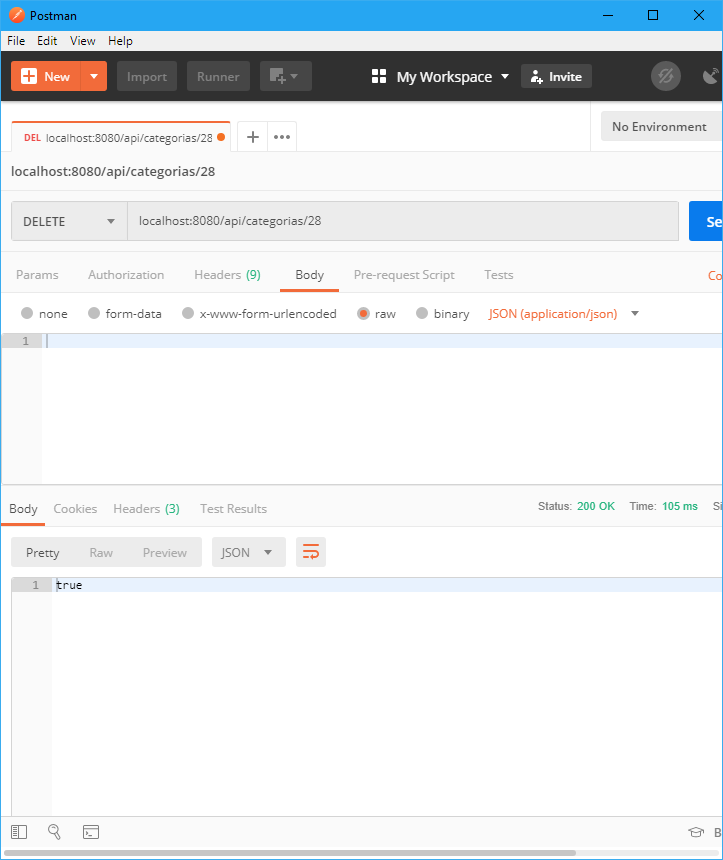 Postman
File Edit View Help
New Import Runner My Workspace Invite
DEL localhost:8080/api/categorias/28
No Environment
localhost:8080/api/categorias/28
DELETE localhost:8080/api/categorias/28 Se
Params Authorization Headers (9) Body Pre-request Script Tests Co
none form-data x-www-form-urlencoded raw binary JSON (application/json)
1
Body Cookies Headers (3) Test Results Status: 200 OK Time: 105 ms Si
Pretty Raw Preview JSON
1 true
B